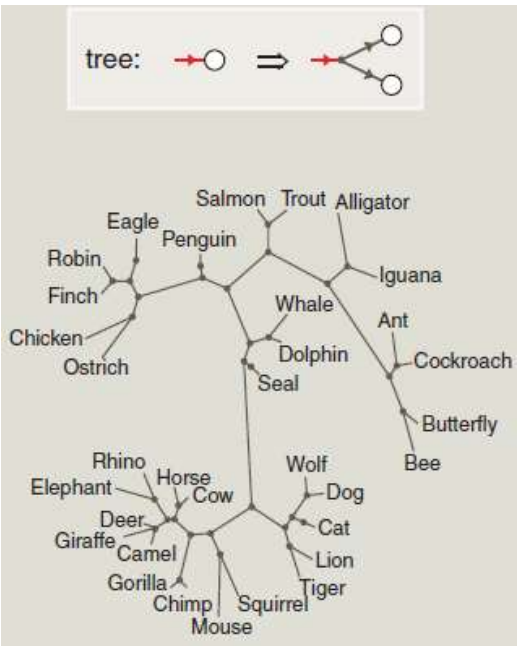 tree:
Salmon Trout Alligator
Eagle
Penguin
Robin
Finch
Iguana
Whale
Ant
Chicken
Ostrich
Dolphin
Cockroach
Seal
Butterfly
Bee
Rhino
Wolf
Elephant
Horse
Cow
Dog
Deer
Cat
Giraffe
Camel
Lion
Gorilla
Tiger
Chimp
Squirrel
Mouse